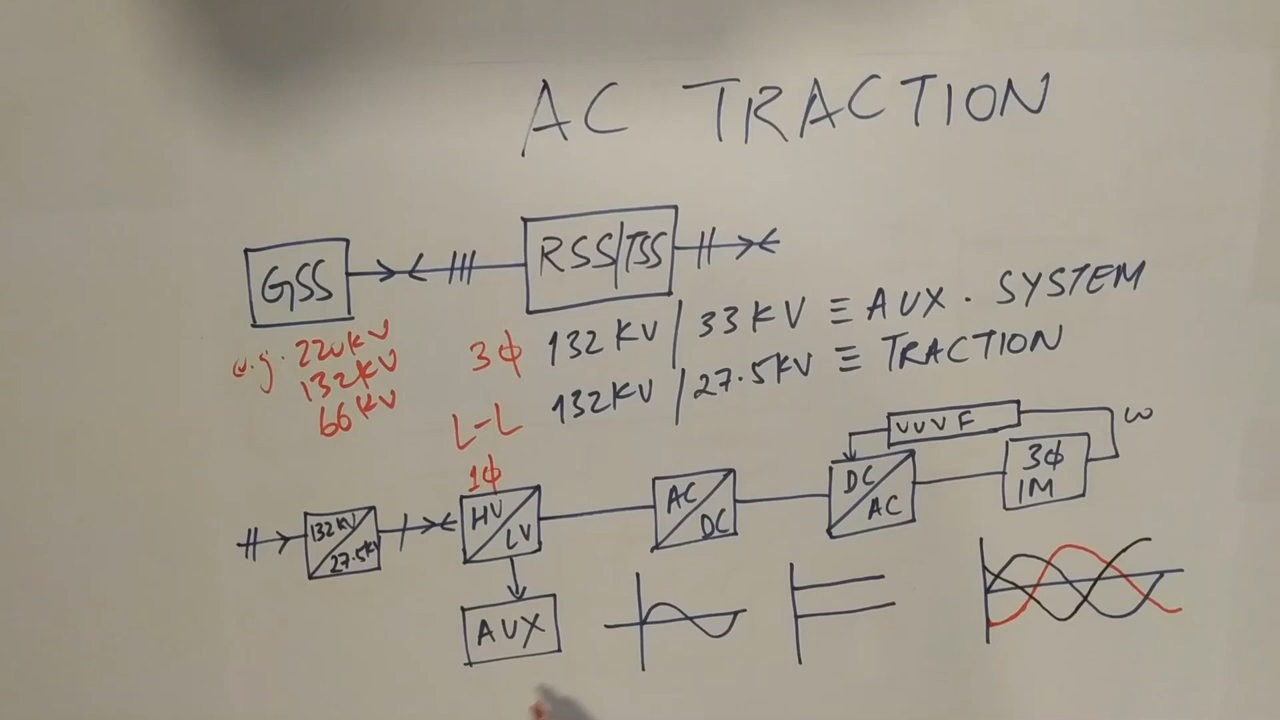 AC TRACTION
GSS
RSS/TSS
e.g. 220KV
132KV
66KV
3φ 132KV / 33KV ≡ AUX. SYSTEM
L-L 132KV / 27.5KV ≡ TRACTION
1φ
VVVF
ω
132KV / 27.5KV
HV / LV
AC / DC
DC / AC
3φ
IM
AUX